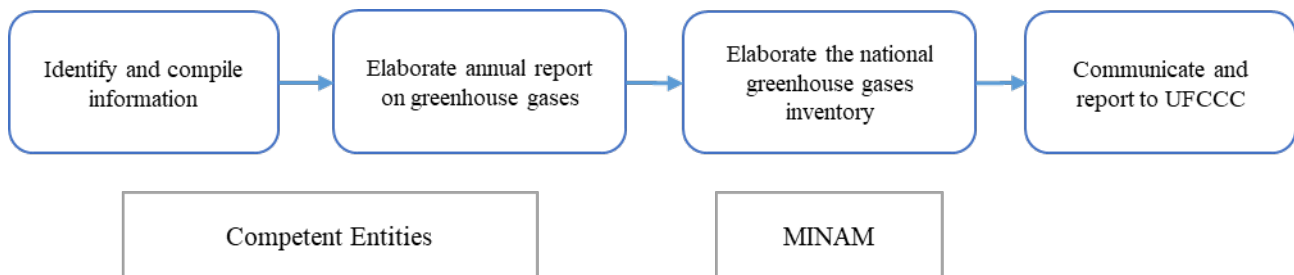 Identify and compile
information
Elaborate annual report
on greenhouse gases
Elaborate the national
greenhouse gases
inventory
Communicate and
report to UFCCC
Competent Entities
MINAM